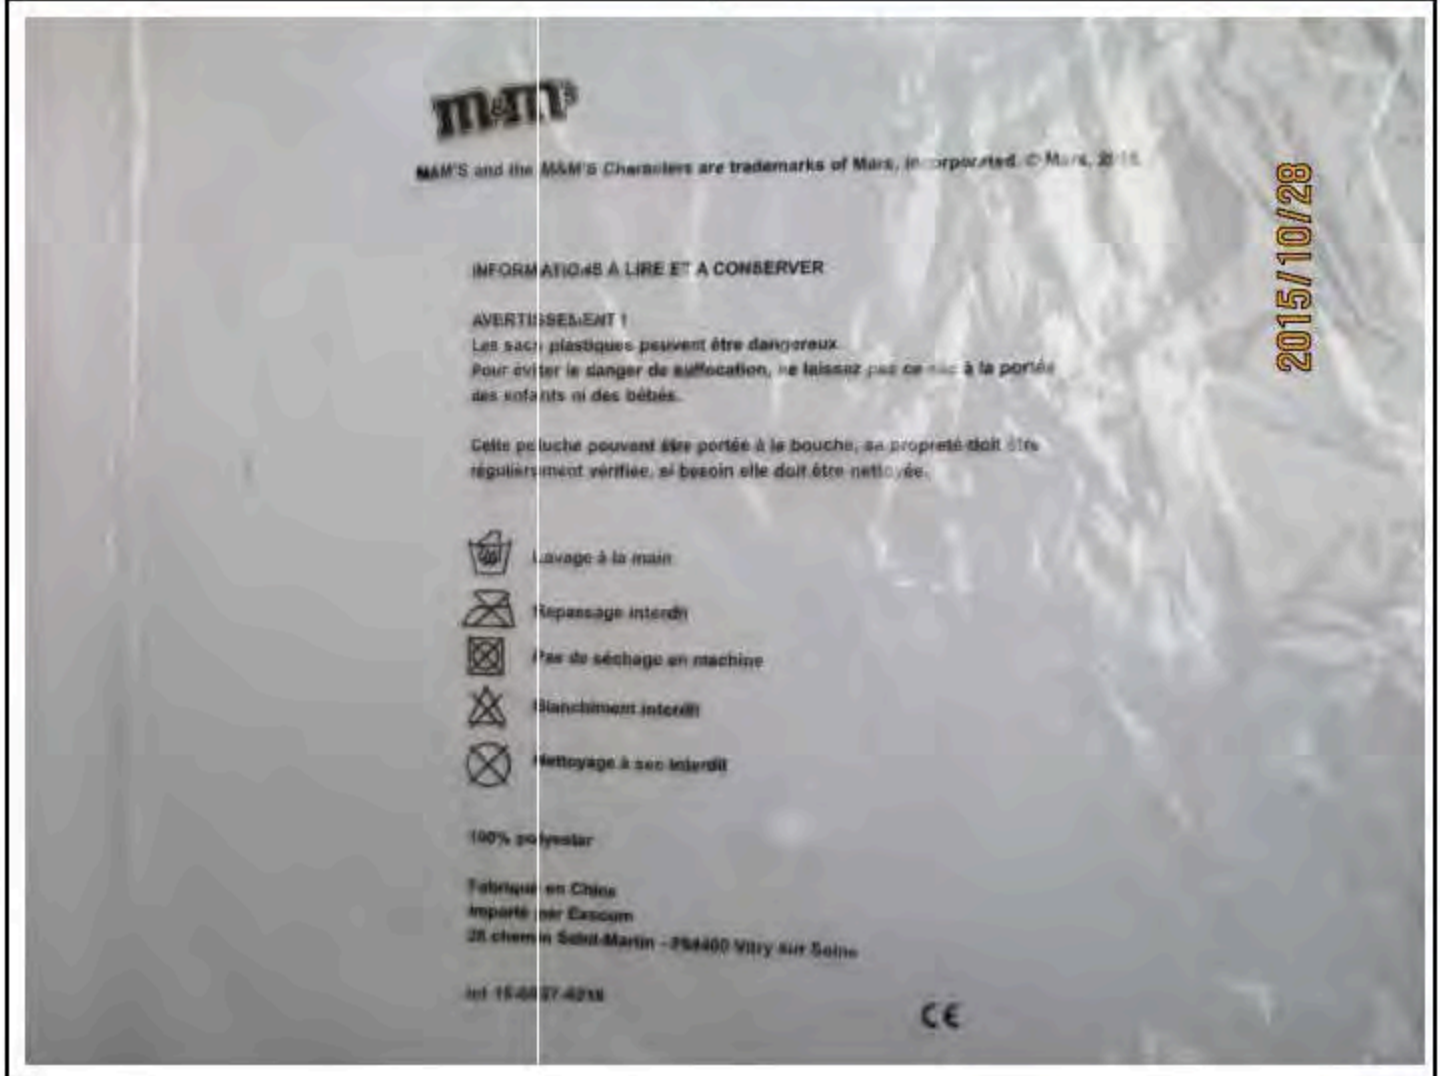 m&m's
M&M'S and the M&M'S Characters are trademarks of Mars, Incorporated. © Mars,
2015/10/28
INFORMATIONS A LIRE ET A CONSERVER
AVERTISSEMENT !
Les sacs plastiques peuvent être dangereux.
Pour éviter le danger de suffocation, ne laissez pas ce sac à la portée
des enfants ni des bébés.
Cette peluche pouvant être portée à la bouche, sa propreté doit être
régulièrement vérifiée, si besoin elle doit être nettoyée.
Lavage à la main
Repassage interdit
Pas de séchage en machine
Blanchiment interdit
Nettoyage à sec interdit
100% polyester
Fabriqué en Chine
Importé par
28 chemin Saint-Martin - Vitry sur Seine
CE